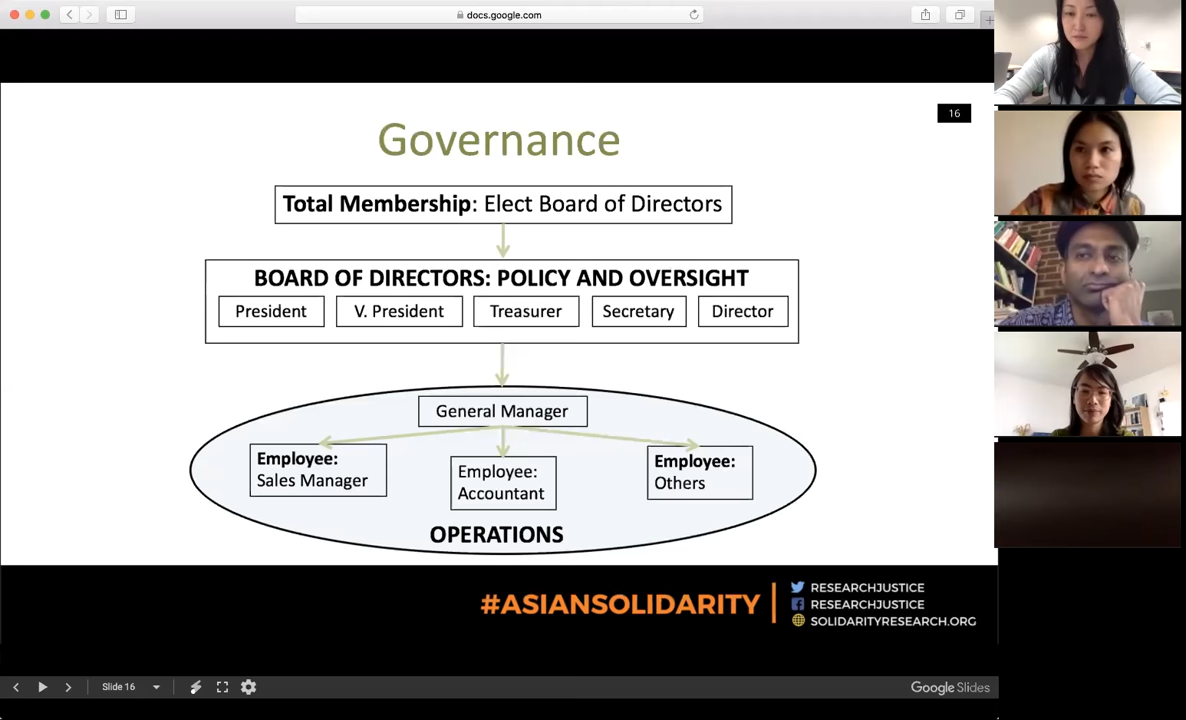 docs.google.com
16
Governance
Total Membership: Elect Board of Directors
BOARD OF DIRECTORS: POLICY AND OVERSIGHT
President
V. President
Treasurer
Secretary
Director
General Manager
Employee:
Sales Manager
Employee:
Accountant
Employee:
Others
OPERATIONS
#ASIANSOLIDARITY
RESEARCHJUSTICE
RESEARCHJUSTICE
SOLIDARITYRESEARCH.ORG
Slide 16
Google Slides